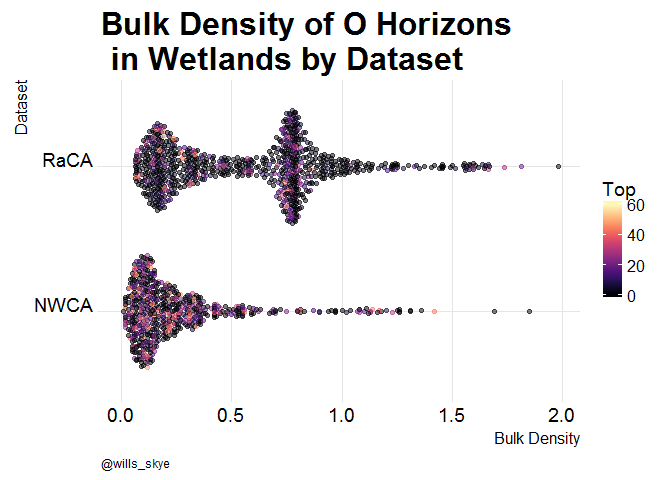 Bulk Density of O Horizons
in Wetlands by Dataset
Dataset
RaCA
NWCA
0.0 0.5 1.0 1.5 2.0
Bulk Density
Top
60
40
20
0
@wills_skye